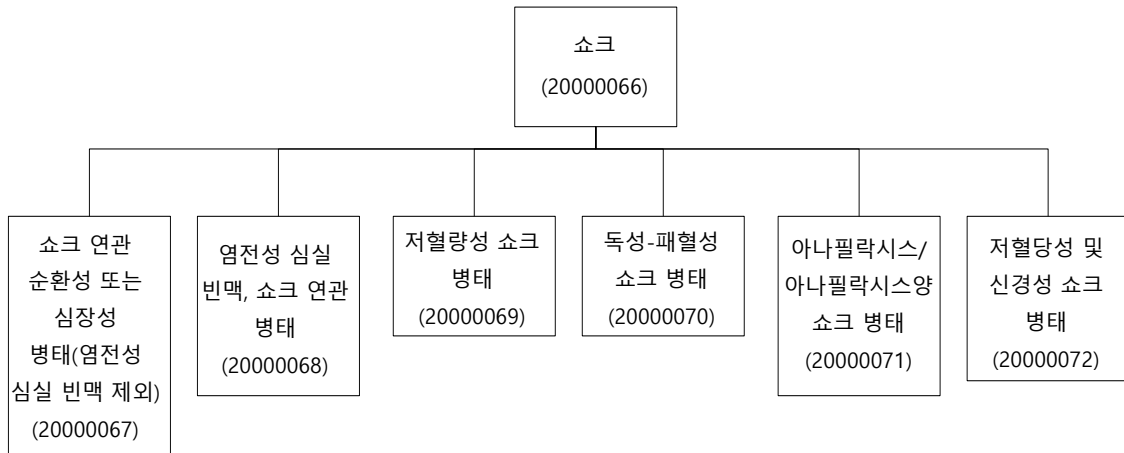 쇼크
(20000066)
쇼크 연관
순환성 또는
심장성
병태(염전성
심실 빈맥 제외)
(20000067)
염전성 심실
빈맥, 쇼크 연관
병태
(20000068)
저혈량성 쇼크
병태
(20000069)
독성-패혈성
쇼크 병태
(20000070)
아나필락시스/
아나필락시스양
쇼크 병태
(20000071)
저혈당성 및
신경성 쇼크
병태
(20000072)